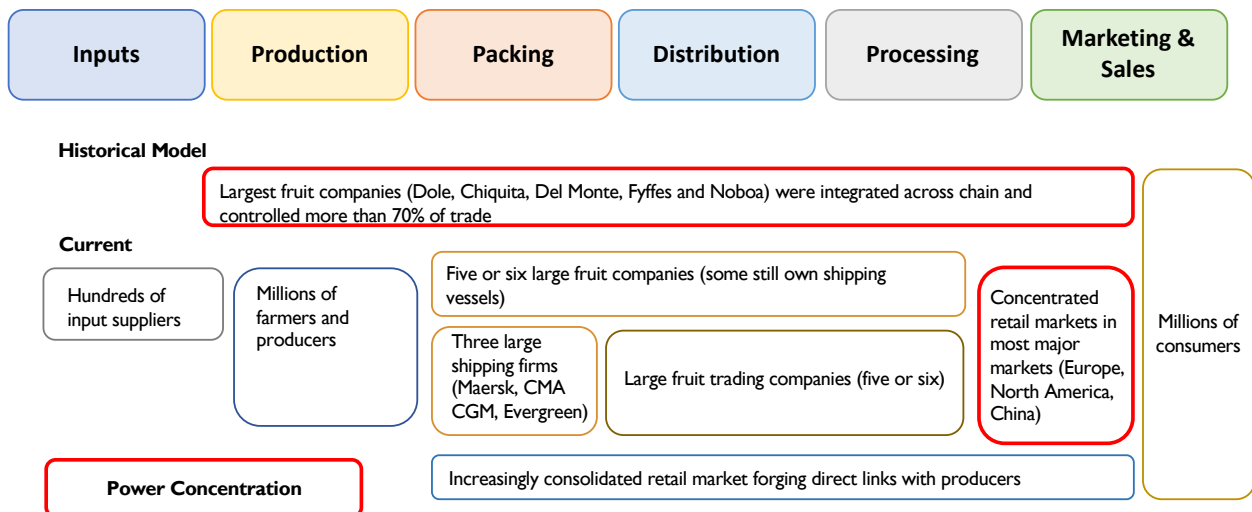 Inputs
Production
Packing
Distribution
Processing
Marketing &
Sales
Historical Model
Largest fruit companies (Dole, Chiquita, Del Monte, Fyffes and Noboa) were integrated across chain and
controlled more than 70% of trade
Current
Hundreds of
input suppliers
Millions of
farmers and
producers
Five or six large fruit companies (some still own shipping
vessels)
Three large
shipping firms
(Maersk, CMA
CGM, Evergreen)
Large fruit trading companies (five or six)
Concentrated
retail markets in
most major
markets (Europe,
North America,
China)
Millions of
consumers
Power Concentration
Increasingly consolidated retail market forging direct links with producers